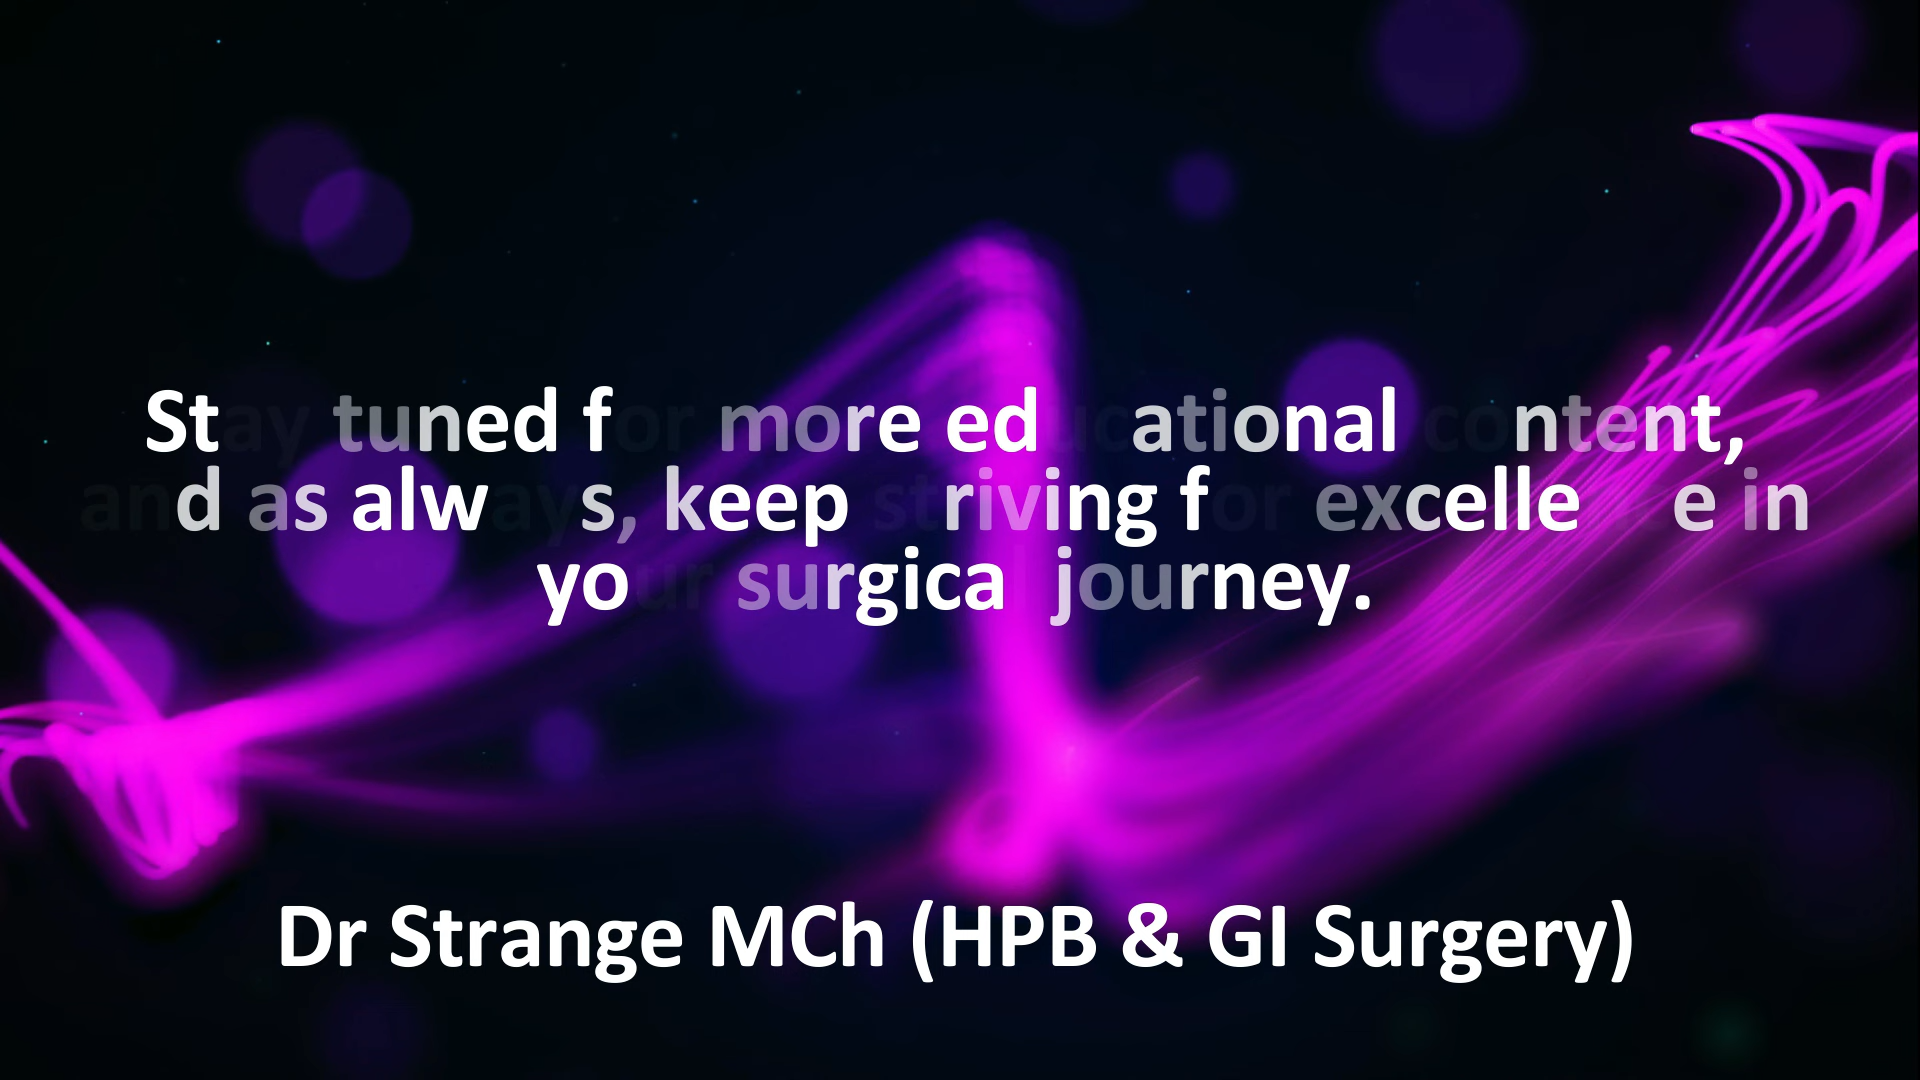 Stay tuned for more educational content,
and as always, keep striving for excellence in
your surgical journey.
Dr Strange MCh (HPB & GI Surgery)